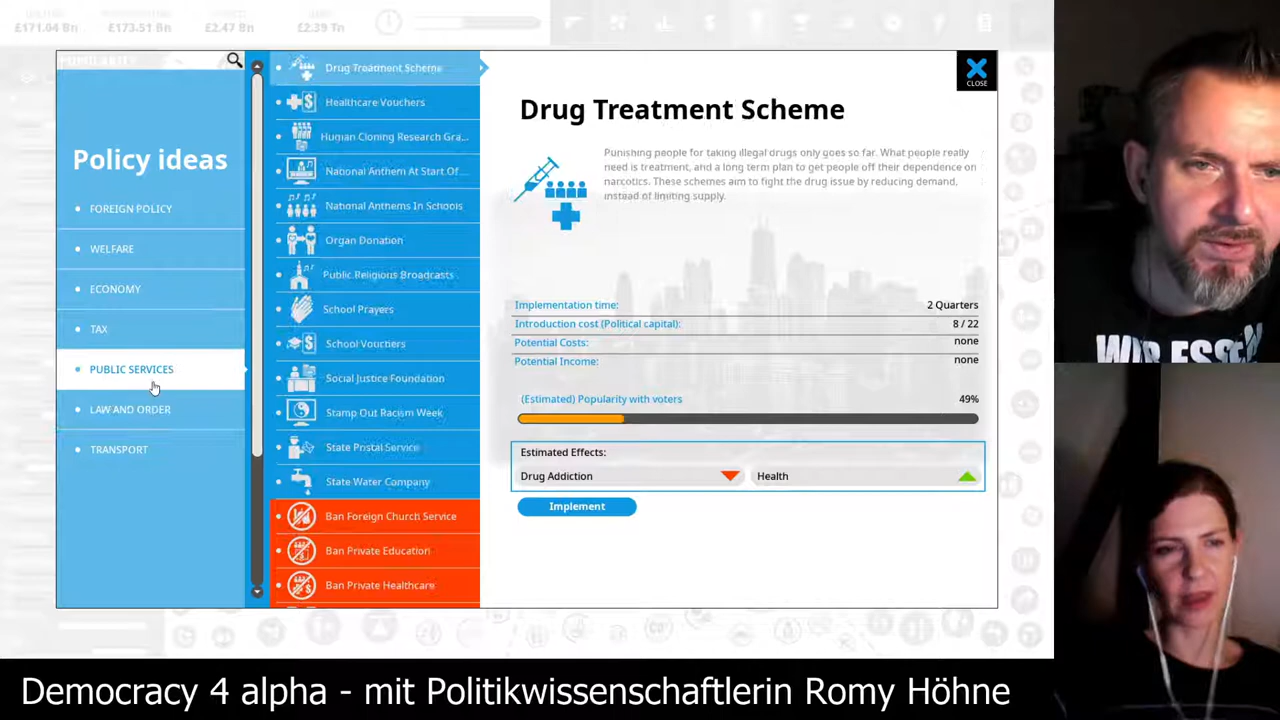 £171.04 Bn
£173.51 Bn
£2.47 Bn
£2.39 Tn
Policy ideas
FOREIGN POLICY
WELFARE
ECONOMY
TAX
PUBLIC SERVICES
LAW AND ORDER
TRANSPORT
Drug Treatment Scheme
Healthcare Vouchers
Human Cloning Research Gra...
National Anthem At Start Of...
National Anthems In Schools
Organ Donation
Public Religious Broadcasts
School Prayers
School Vouchers
Social Justice Foundation
Stamp Out Racism Week
State Postal Service
State Water Company
Ban Foreign Church Service
Ban Private Education
Ban Private Healthcare
CLOSE
Drug Treatment Scheme
Punishing people for taking illegal drugs only goes so far. What people really
need is treatment, and a long term plan to get people off their dependence on
narcotics. These schemes aim to fight the drug issue by reducing demand,
instead of limiting supply.
Implementation time: 2 Quarters
Introduction cost (Political capital): 8 / 22
Potential Costs: none
Potential Income: none
(Estimated) Popularity with voters 49%
Estimated Effects:
Drug Addiction Health
Implement
Democracy 4 alpha - mit Politikwissenschaftlerin Romy Höhne